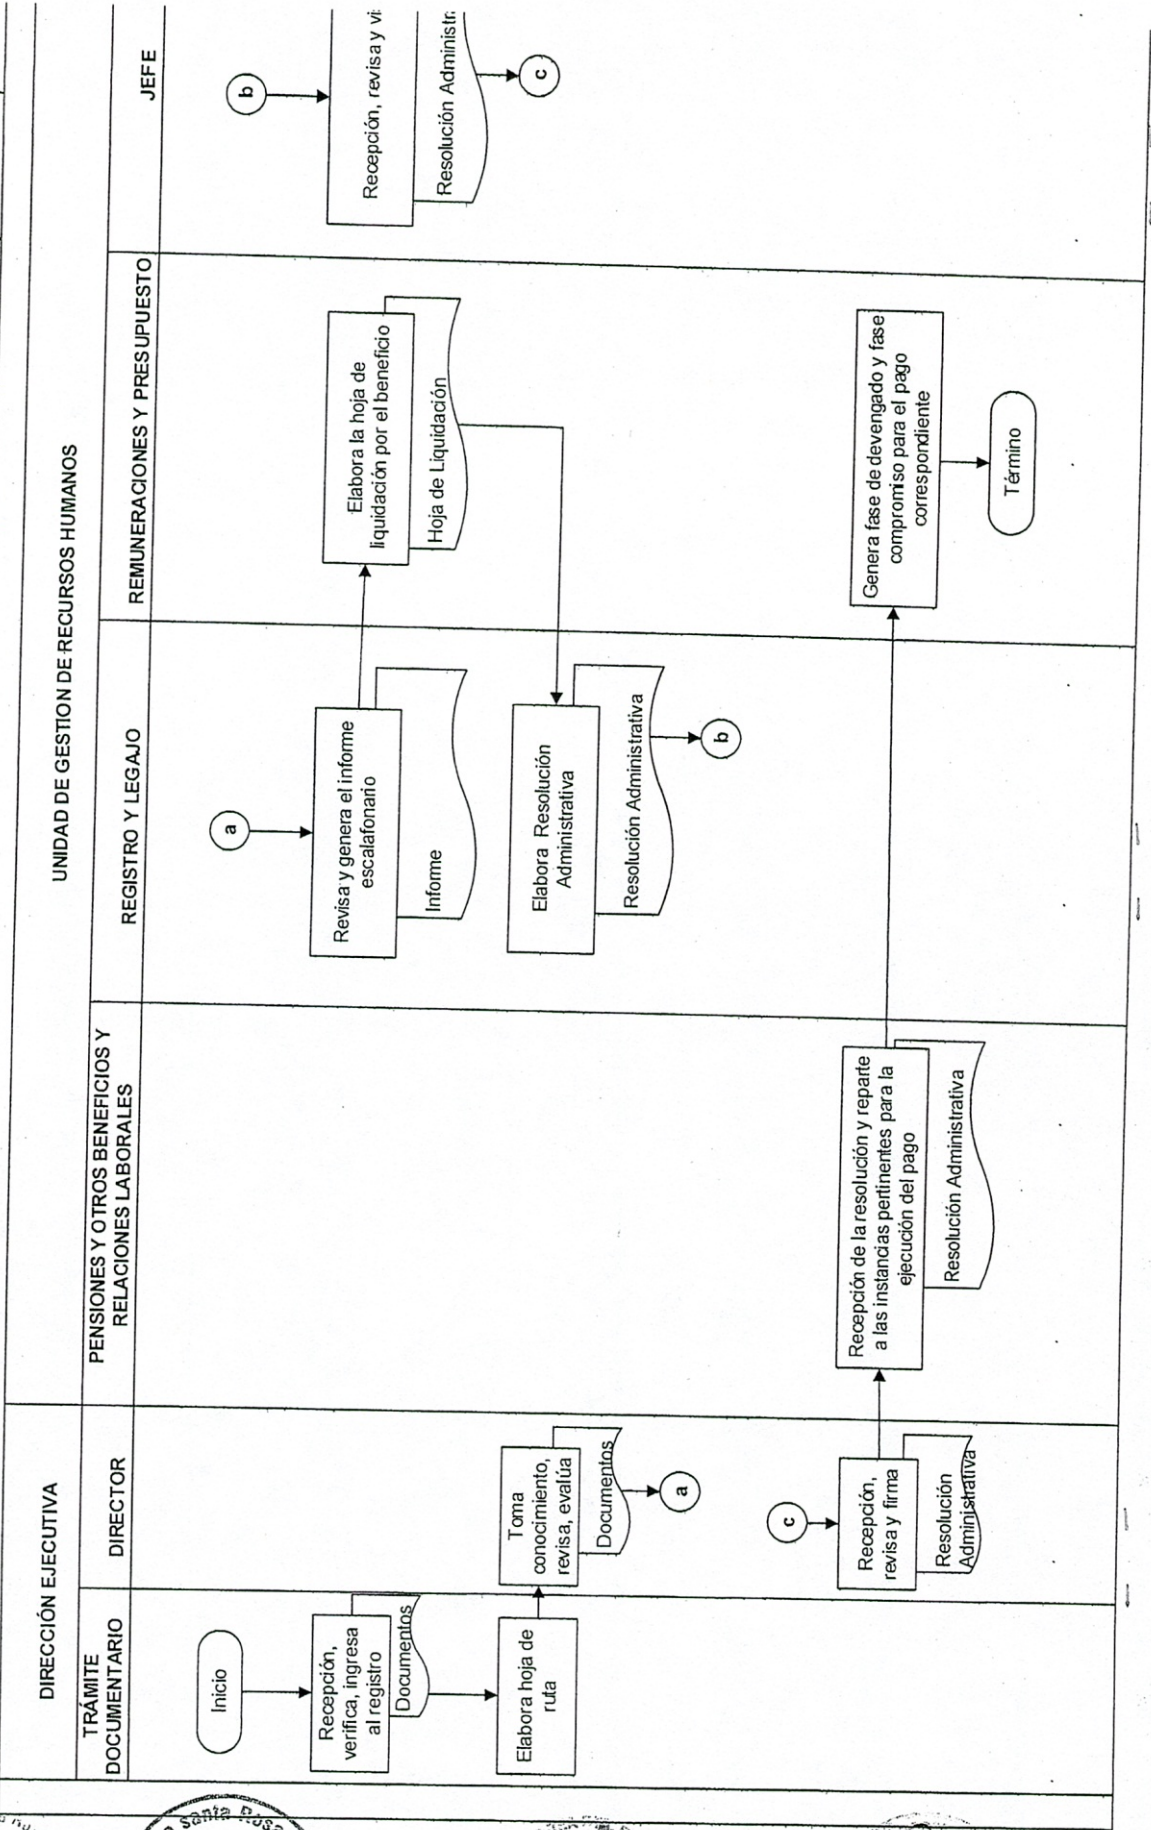 DIRECCIÓN EJECUTIVA
UNIDAD DE GESTION DE RECURSOS HUMANOS
TRÁMITE
DOCUMENTARIO
DIRECTOR
PENSIONES Y OTROS BENEFICIOS Y
RELACIONES LABORALES
REGISTRO Y LEGAJO
REMUNERACIONES Y PRESUPUESTO
JEFE
Inicio
Recepción,
verifica, ingresa
al registro
Documentos
Elabora hoja de
ruta
Toma
conocimiento,
revisa, evalúa
Documentos
a
a
Revisa y genera el informe
escalafonario
Informe
Elabora la hoja de
liquidación por el beneficio
Hoja de Liquidación
Elabora Resolución
Administrativa
Resolución Administrativa
b
b
Recepción, revisa y
Resolución
c
c
Recepción,
revisa y firma
Resolución
Administrativa
Recepción de la resolución y reparte
a las instancias pertinentes para la
ejecución del pago
Resolución Administrativa
Genera fase de devengado y fase
compromiso para el pago
correspondiente
Término
santa Rosa